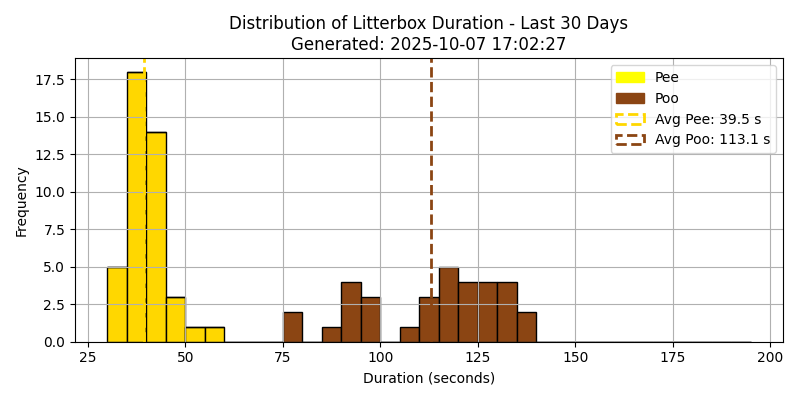 Distribution of Litterbox Duration - Last 30 Days
Generated: 2025-10-07 17:02:27
Pee
Poo
Avg Pee: 39.5 s
Avg Poo: 113.1 s
Frequency
17.5
15.0
12.5
10.0
7.5
5.0
2.5
0.0
25 50 75 100 125 150 175 200
Duration (seconds)